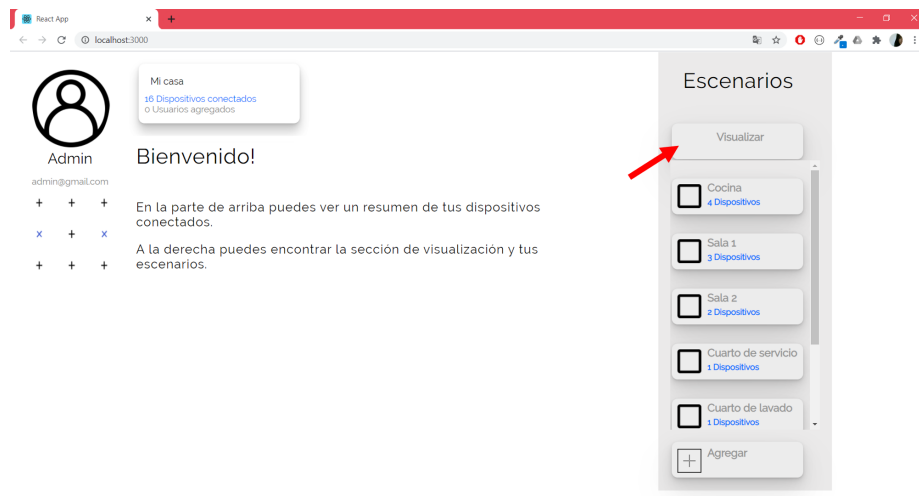 React App
localhost:3000
Admin
admin@gmail.com
+ + +
x + x
+ + +
Mi casa
16 Dispositivos conectados
0 Usuarios agregados
Bienvenido!
En la parte de arriba puedes ver un resumen de tus dispositivos
conectados.
A la derecha puedes encontrar la sección de visualización y tus
escenarios.
Escenarios
Visualizar
Cocina
4 Dispositivos
Sala 1
3 Dispositivos
Sala 2
2 Dispositivos
Cuarto de servicio
1 Dispositivos
Cuarto de lavado
1 Dispositivos
Agregar